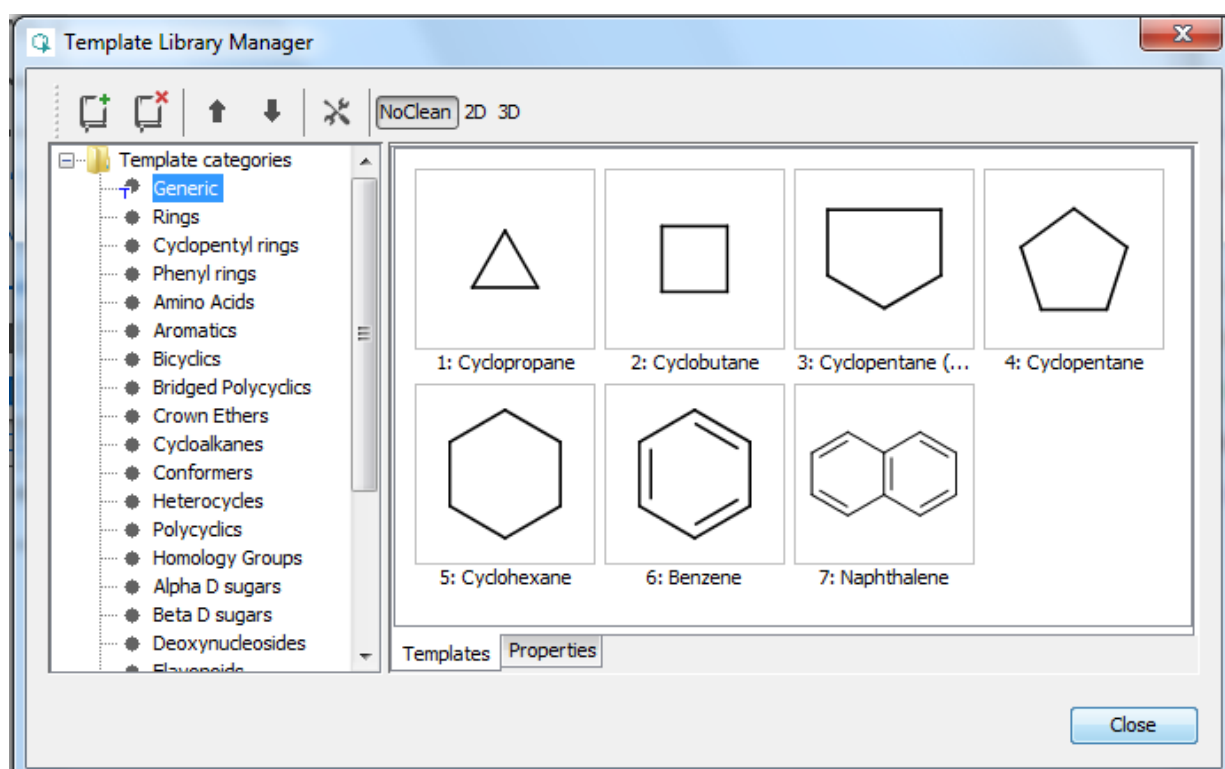 Template Library Manager
NoClean 2D 3D
Template categories
Generic
Rings
Cyclopentyl rings
Phenyl rings
Amino Acids
Aromatics
Bicyclics
Bridged Polycyclics
Crown Ethers
Cycloalkanes
Conformers
Heterocycles
Polycyclics
Homology Groups
Alpha D sugars
Beta D sugars
Deoxynucleosides
Flavonoids
1: Cyclopropane
2: Cyclobutane
3: Cyclopentane (...
4: Cyclopentane
5: Cyclohexane
6: Benzene
7: Naphthalene
Templates Properties
Close